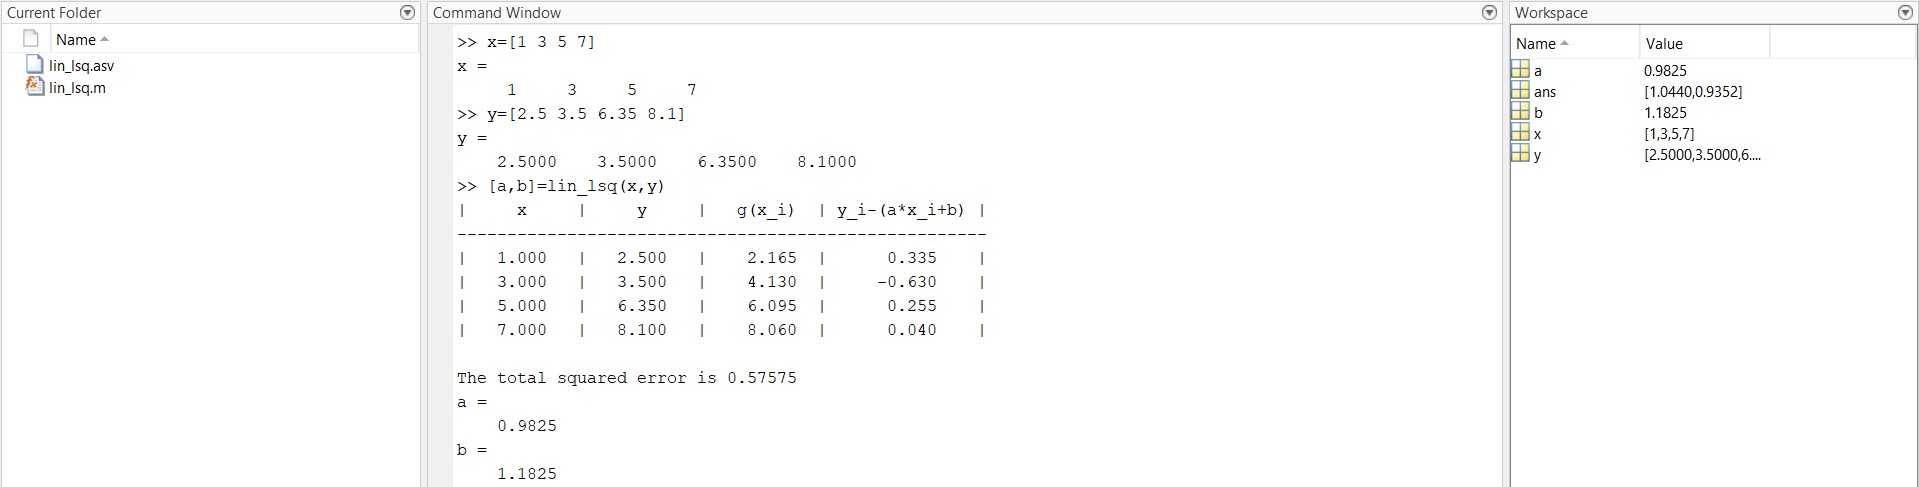 Current Folder
Name
lin_lsq.asv
lin_lsq.m
Command Window
>> x=[1 3 5 7]
x =
1 3 5 7
>> y=[2.5 3.5 6.35 8.1]
y =
2.5000 3.5000 6.3500 8.1000
>> [a,b]=lin_lsq(x,y)
| x | y | g(x_i) | y_i-(a*x_i+b) |
-----------------------------------------------------
| 1.000 | 2.500 | 2.165 | 0.335 |
| 3.000 | 3.500 | 4.130 | -0.630 |
| 5.000 | 6.350 | 6.095 | 0.255 |
| 7.000 | 8.100 | 8.060 | 0.040 |
The total squared error is 0.57575
a =
0.9825
b =
1.1825
Workspace
Name Value
a 0.9825
ans [1.0440,0.9352]
b 1.1825
x [1,3,5,7]
y [2.5000,3.5000,6....